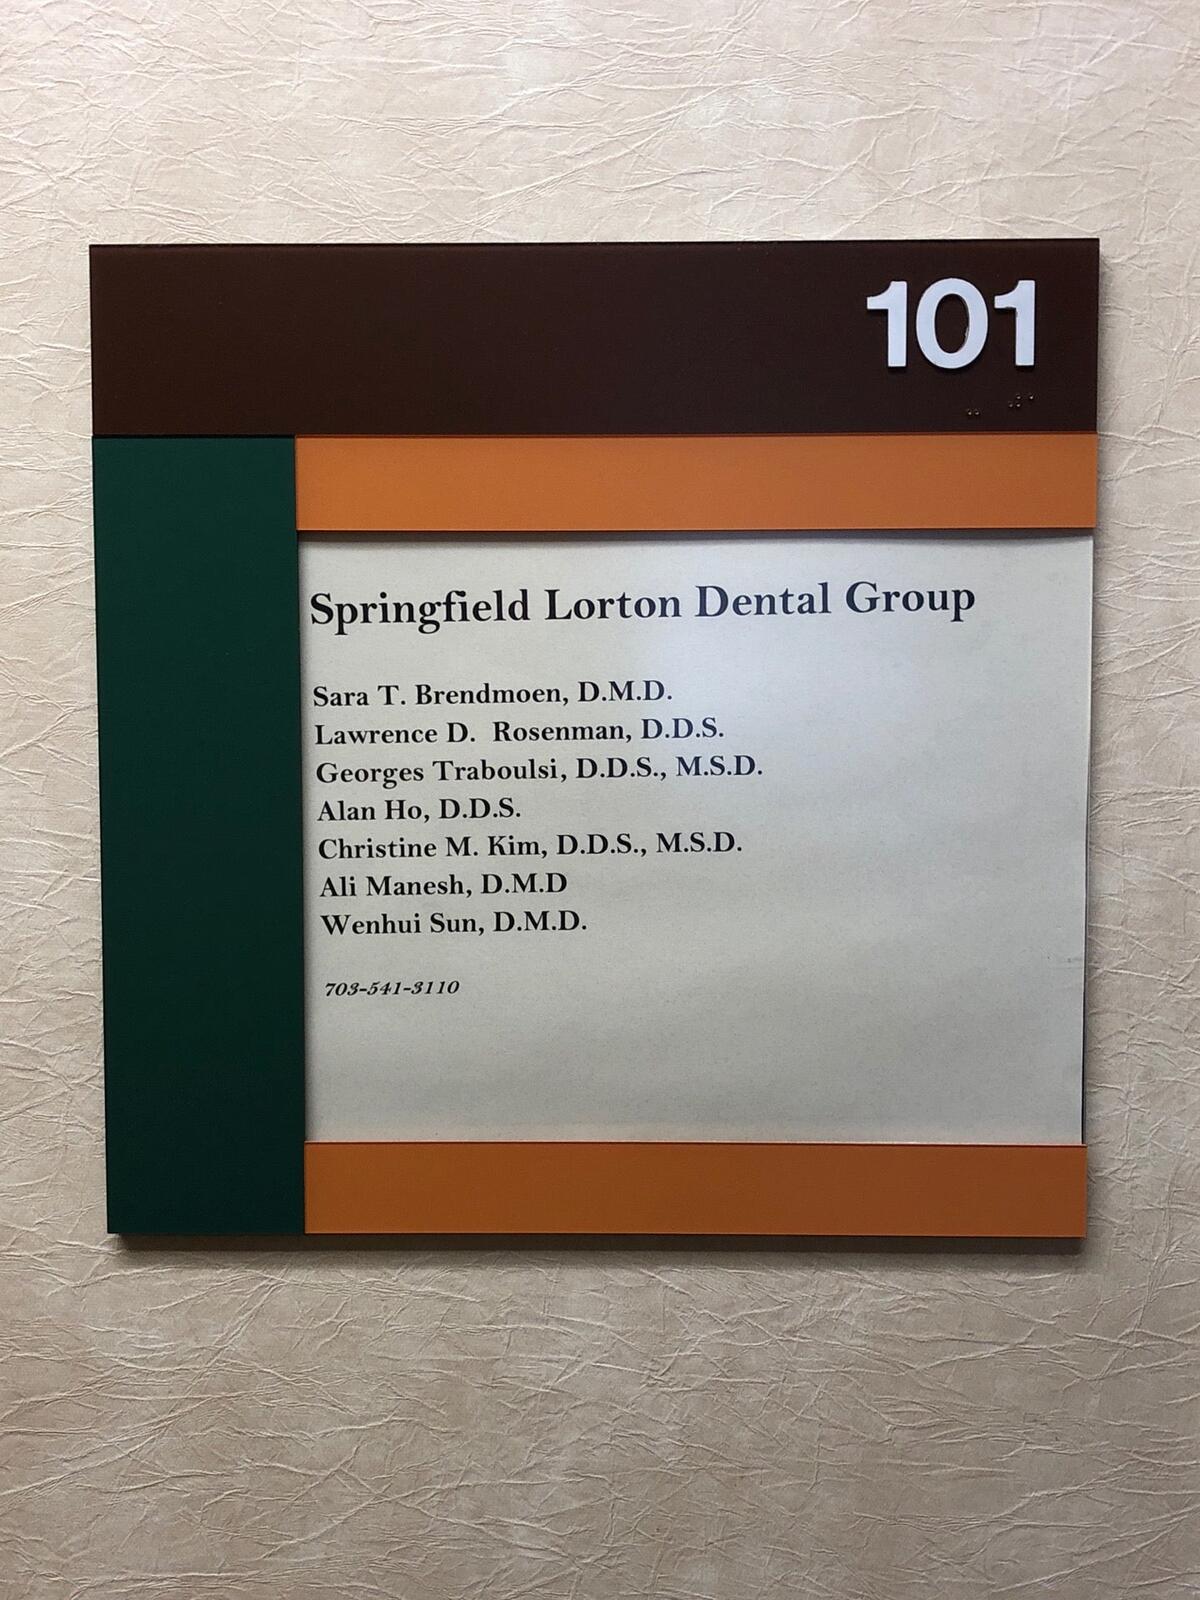 101
Springfield Lorton Dental Group
Sara T. Brendmoen, D.M.D.
Lawrence D.  Rosenman, D.D.S.
Georges Traboulsi, D.D.S., M.S.D.
Alan Ho, D.D.S.
Christine M. Kim, D.D.S., M.S.D.
Ali Manesh, D.M.D
Wenhui Sun, D.M.D.
703-541-3110